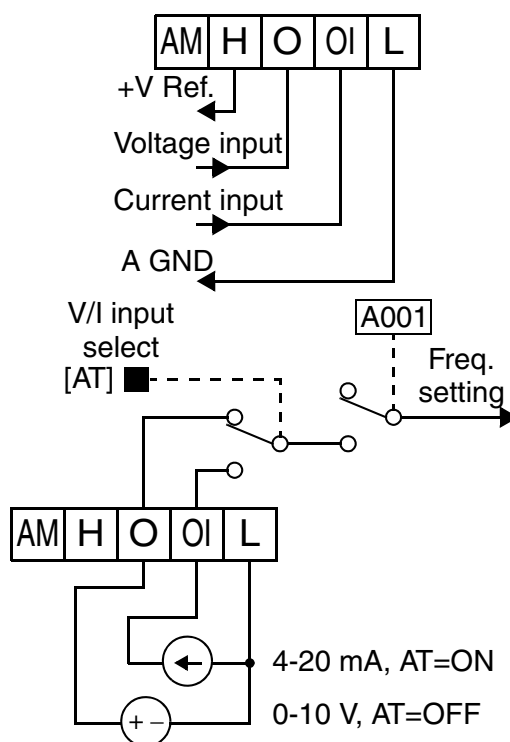 AM H O OI L
+V Ref.
Voltage input
Current input
A GND
V/I input
select
[AT]
A001
Freq.
setting
AM H O OI L
4-20 mA, AT=ON
+ −
0-10 V, AT=OFF